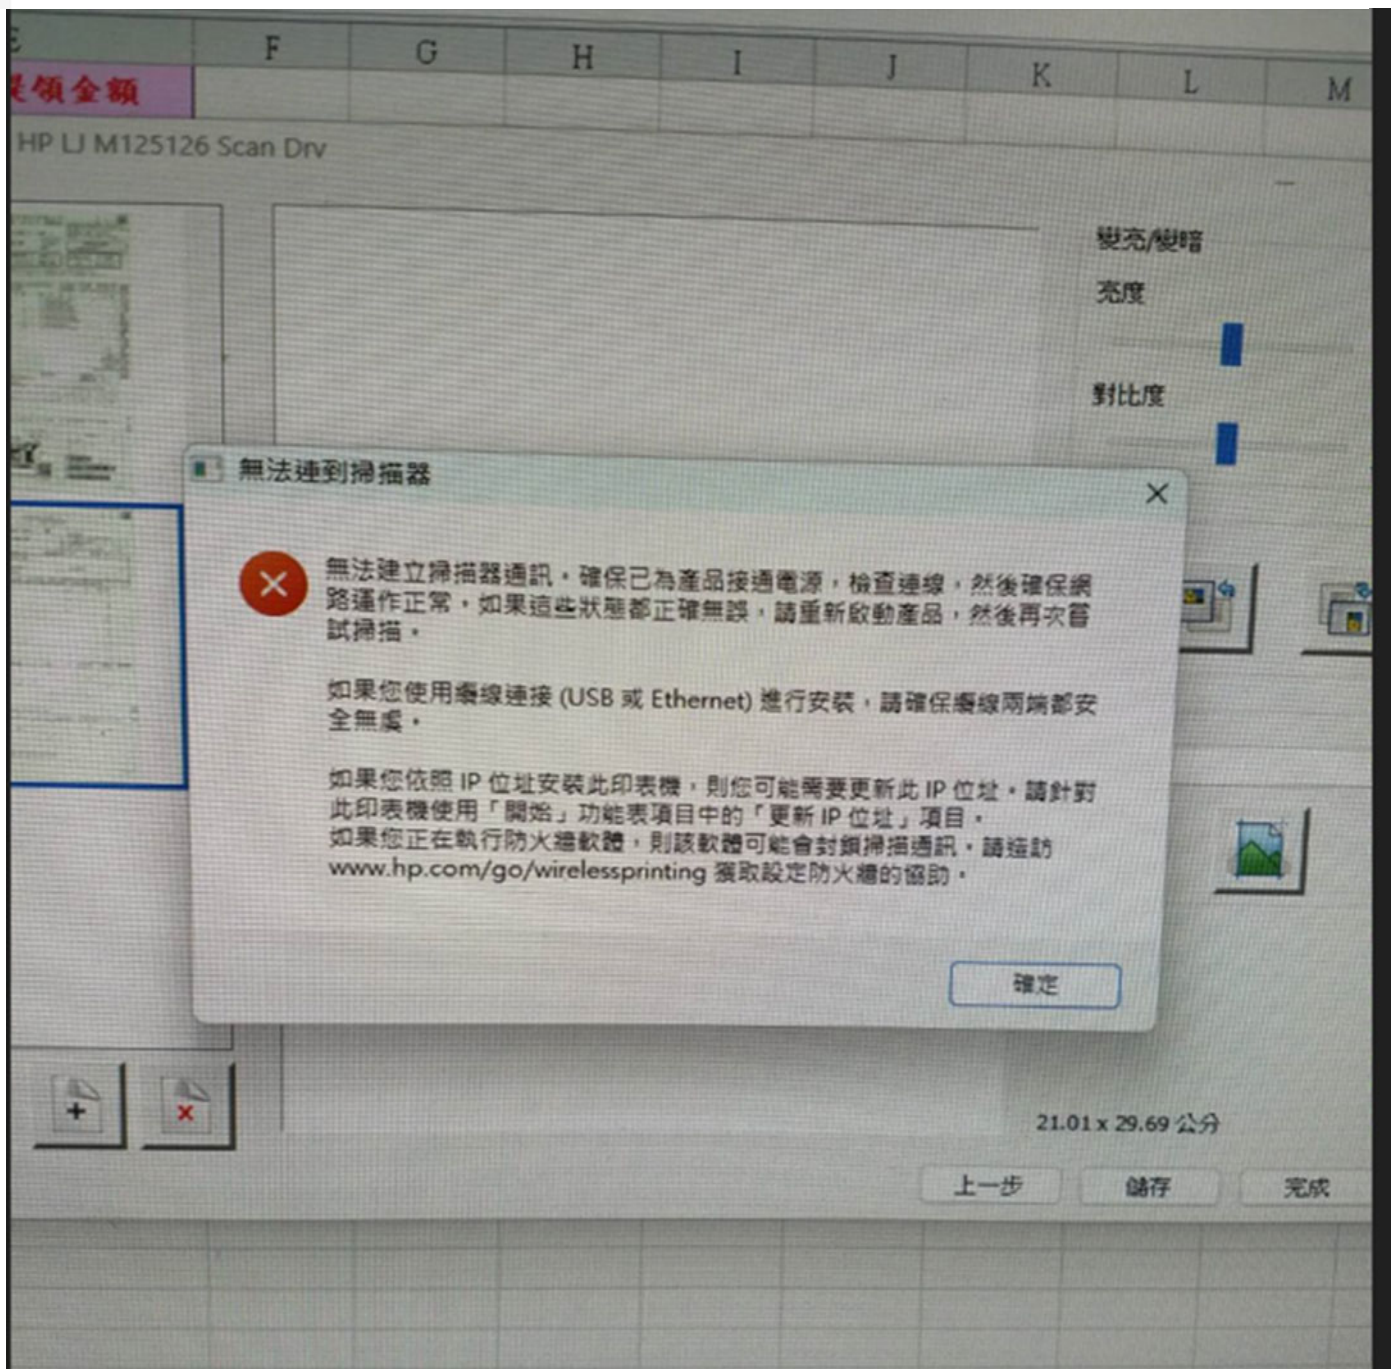 E F G H I J K L M
領金額
HP LJ M125126 Scan Drv
變亮/變暗
亮度
對比度
無法連到掃描器
無法建立掃描器通訊。確保已為產品接通電源，檢查連線，然後確保網
路運作正常。如果這些狀態都正確無誤，請重新啟動產品，然後再次嘗
試掃描。
如果您使用纜線連接 (USB 或 Ethernet) 進行安裝，請確保纜線兩端都安
全無虞。
如果您依照 IP 位址安裝此印表機，則您可能需要更新此 IP 位址。請針對
此印表機使用「開始」功能表項目中的「更新 IP 位址」項目。
如果您正在執行防火牆軟體，則該軟體可能會封鎖掃描通訊。請造訪
www.hp.com/go/wirelessprinting 獲取設定防火牆的協助。
確定
21.01 x 29.69 公分
上一步 儲存 完成